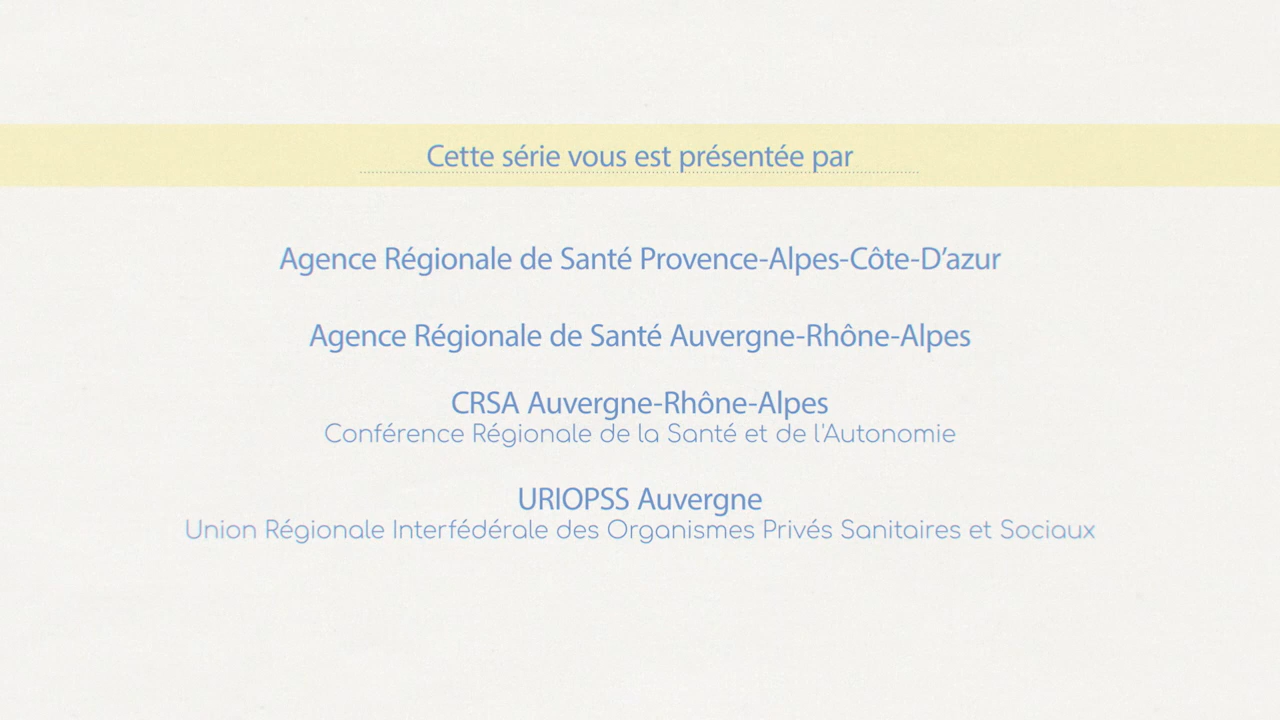 Cette série vous est présentée par
Agence Régionale de Santé Provence-Alpes-Côte-D’azur
Agence Régionale de Santé Auvergne-Rhône-Alpes
CRSA Auvergne-Rhône-Alpes
Conférence Régionale de la Santé et de l'Autonomie
URIOPSS Auvergne
Union Régionale Interfédérale des Organismes Privés Sanitaires et Sociaux